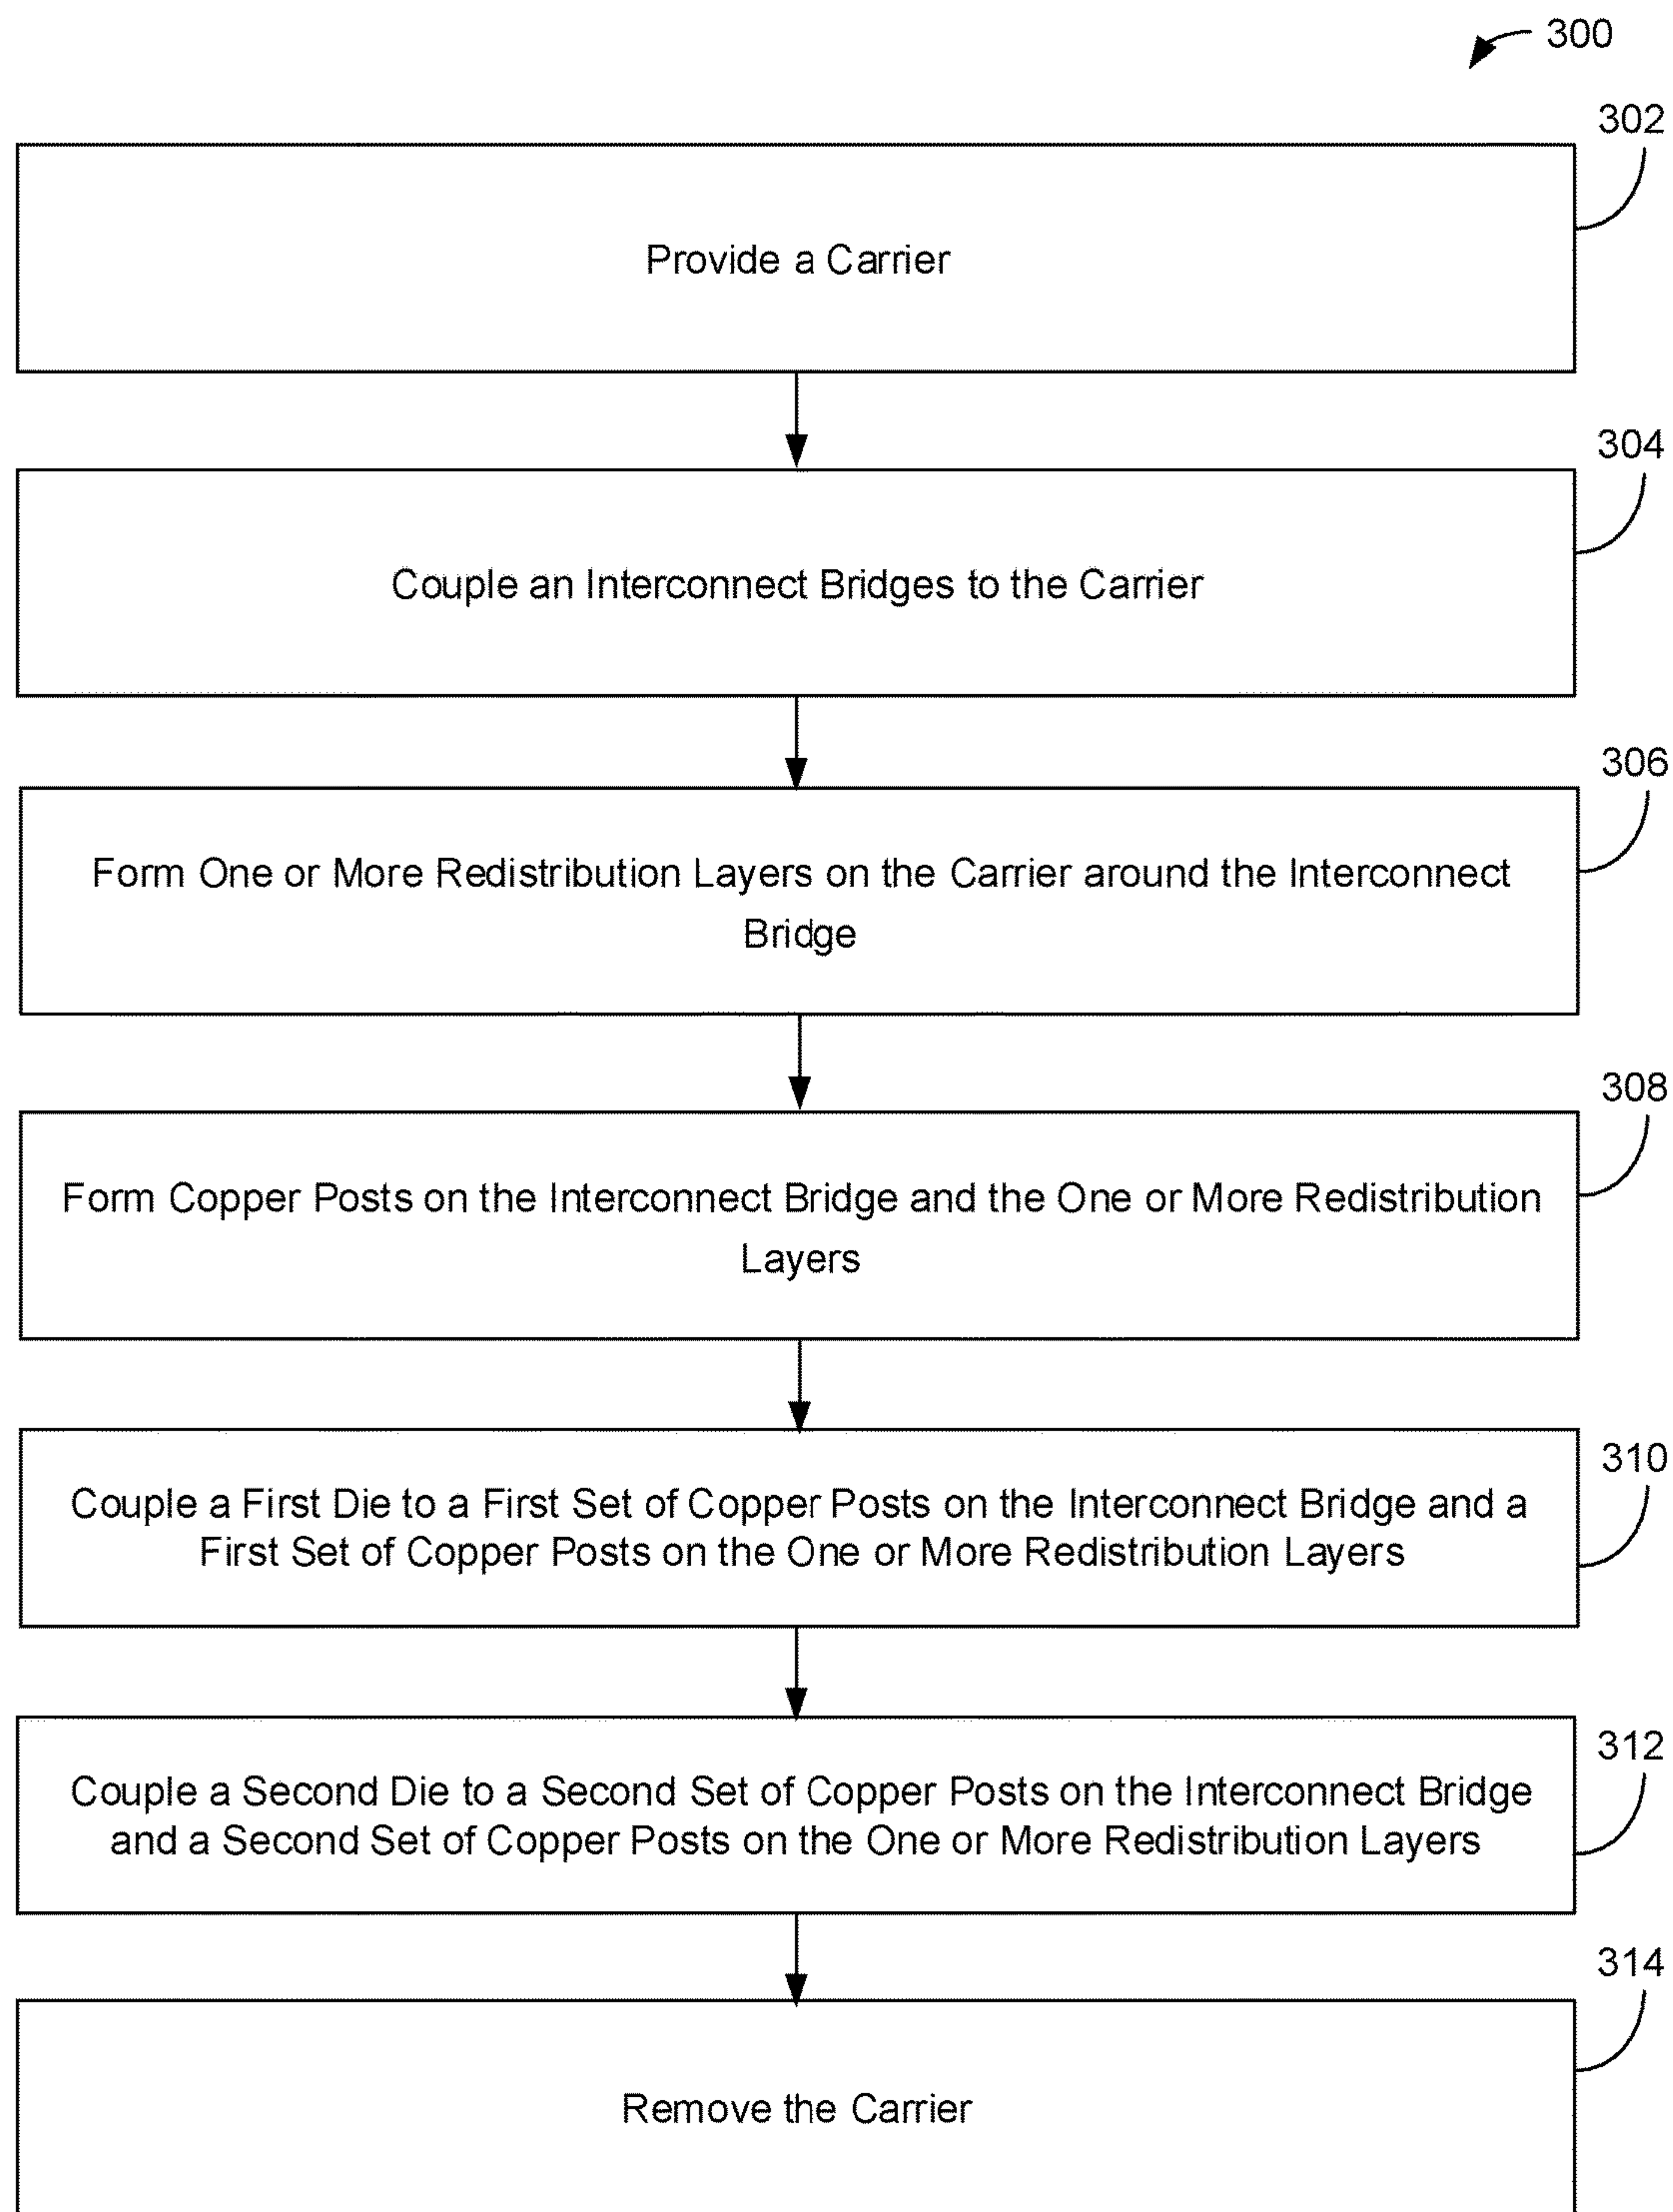 300
302
Provide a Carrier
304
Couple an Interconnect Bridges to the Carrier
306
Form One or More Redistribution Layers on the Carrier around the Interconnect
Bridge
308
Form Copper Posts on the Interconnect Bridge and the One or More Redistribution
Layers
310
Couple a First Die to a First Set of Copper Posts on the Interconnect Bridge and a
First Set of Copper Posts on the One or More Redistribution Layers
312
Couple a Second Die to a Second Set of Copper Posts on the Interconnect Bridge
and a Second Set of Copper Posts on the One or More Redistribution Layers
314
Remove the Carrier